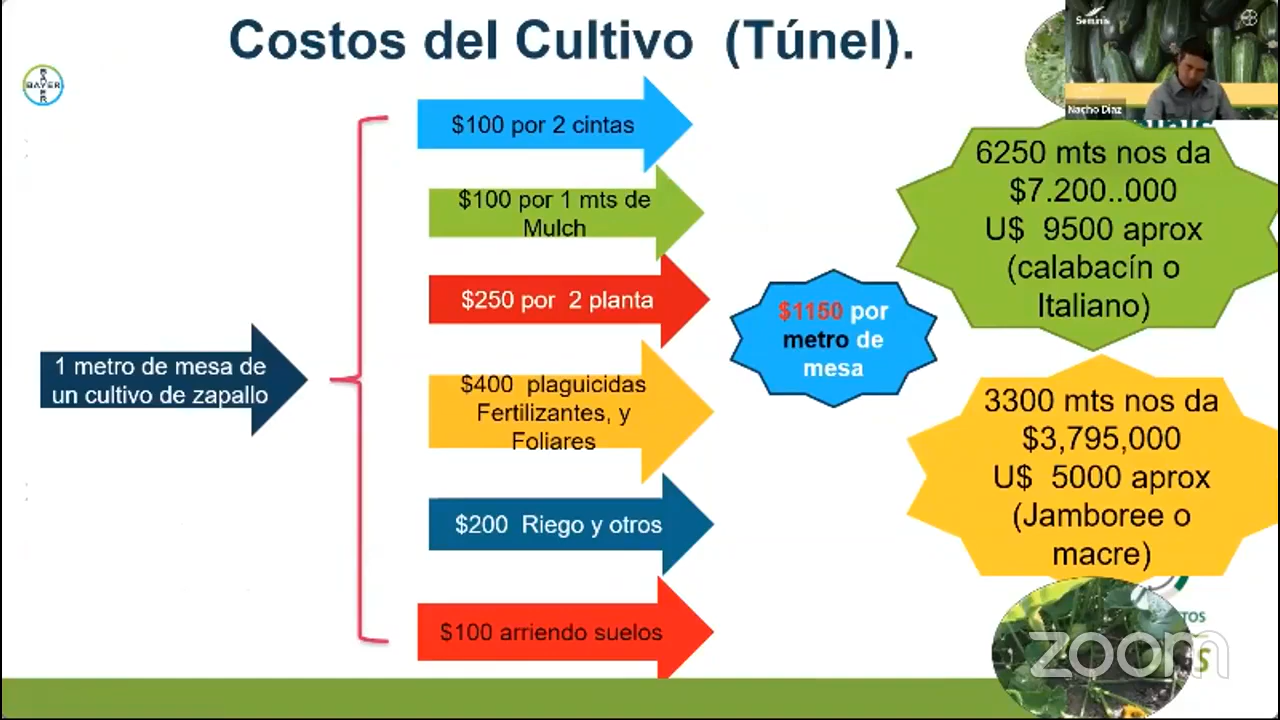 Costos del Cultivo (Túnel).
BAYER
BAYER
Seminis
Nacho Diaz
1 metro de mesa de
un cultivo de zapallo
$100 por 2 cintas
$100 por 1 mts de
Mulch
$250 por 2 planta
$400 plaguicidas
Fertilizantes, y
Foliares
$200 Riego y otros
$100 arriendo suelos
$1150 por
metro de
mesa
6250 mts nos da
$7.200..000
U$ 9500 aprox
(calabacín o
Italiano)
3300 mts nos da
$3,795,000
U$ 5000 aprox
(Jamboree o
macre)
zoom